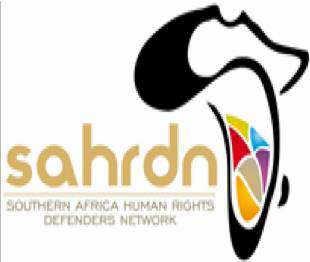 sahrdn
SOUTHERN AFRICA HUMAN RIGHTS
DEFENDERS NETWORK